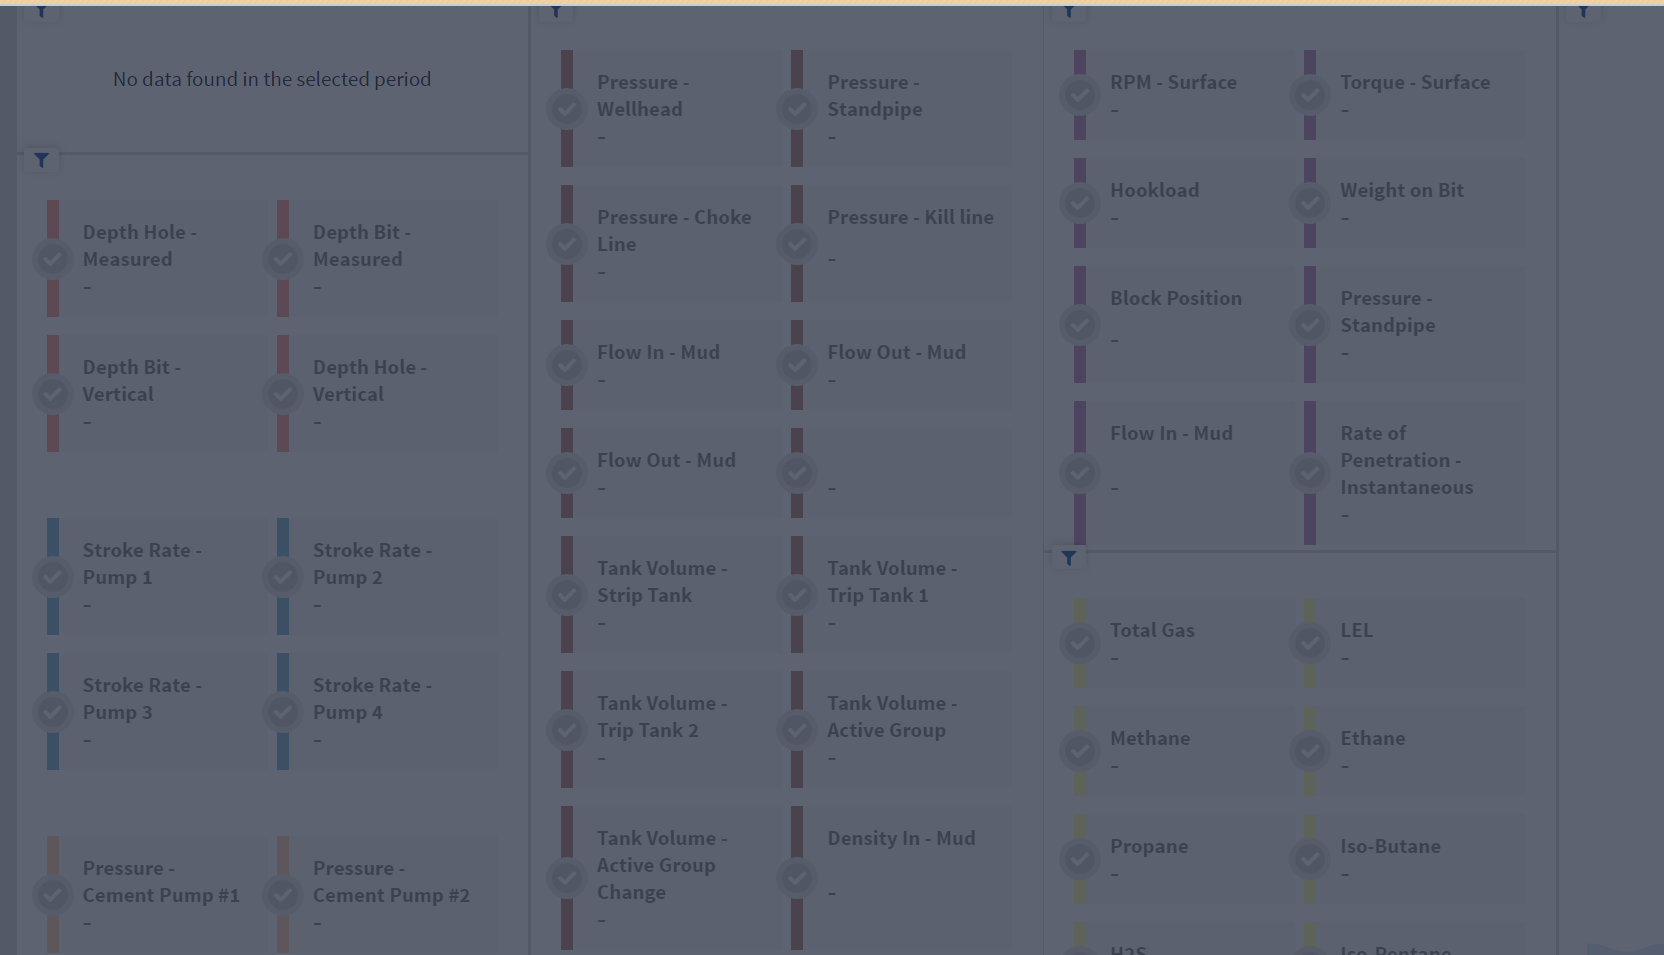 No data found in the selected period
Depth Hole -
Measured
–
Depth Bit -
Measured
–
Depth Bit -
Vertical
–
Depth Hole -
Vertical
–
Stroke Rate -
Pump 1
–
Stroke Rate -
Pump 2
–
Stroke Rate -
Pump 3
–
Stroke Rate -
Pump 4
–
Pressure -
Cement Pump #1
–
Pressure -
Cement Pump #2
–
Pressure -
Wellhead
–
Pressure -
Standpipe
–
Pressure - Choke
Line
–
Pressure - Kill line
–
Flow In - Mud
–
Flow Out - Mud
–
Flow Out - Mud
–
–
Tank Volume -
Strip Tank
–
Tank Volume -
Trip Tank 1
–
Tank Volume -
Trip Tank 2
–
Tank Volume -
Active Group
–
Tank Volume -
Active Group
Change
–
Density In - Mud
–
RPM - Surface
–
Torque - Surface
–
Hookload
–
Weight on Bit
–
Block Position
–
Pressure -
Standpipe
–
Flow In - Mud
–
Rate of
Penetration -
Instantaneous
–
Total Gas
–
LEL
–
Methane
–
Ethane
–
Propane
–
Iso-Butane
–
H2S
Iso-Pentane